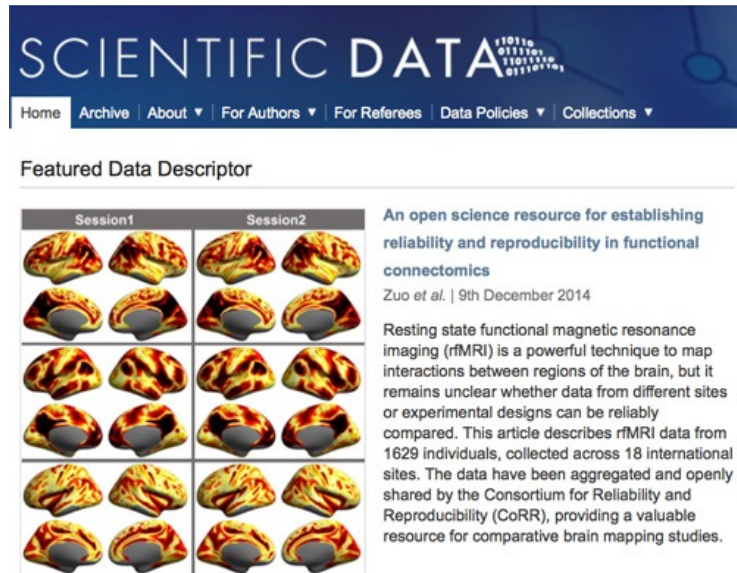 SCIENTIFIC DATA
110110
011101
11011110
011101101
Home Archive About ▼ For Authors ▼ For Referees Data Policies ▼ Collections ▼
Featured Data Descriptor
Session1 Session2
An open science resource for establishing
reliability and reproducibility in functional
connectomics
Zuo et al. | 9th December 2014
Resting state functional magnetic resonance
imaging (rfMRI) is a powerful technique to map
interactions between regions of the brain, but it
remains unclear whether data from different sites
or experimental designs can be reliably
compared. This article describes rfMRI data from
1629 individuals, collected across 18 international
sites. The data have been aggregated and openly
shared by the Consortium for Reliability and
Reproducibility (CoRR), providing a valuable
resource for comparative brain mapping studies.